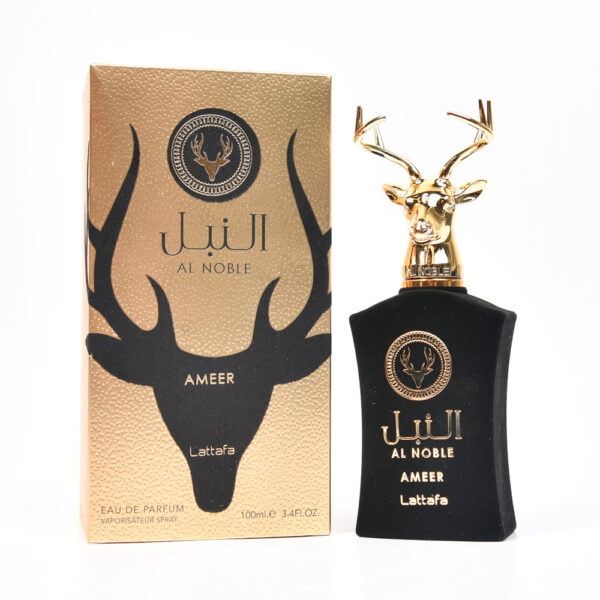 النبل
AL NOBLE
AMEER
Lattafa
EAU DE PARFUM
VAPORISATEUR SPRAY
100ml ℮ 3.4Fl.OZ.
AL NOBLE
النبل
AL NOBLE
AMEER
Lattafa